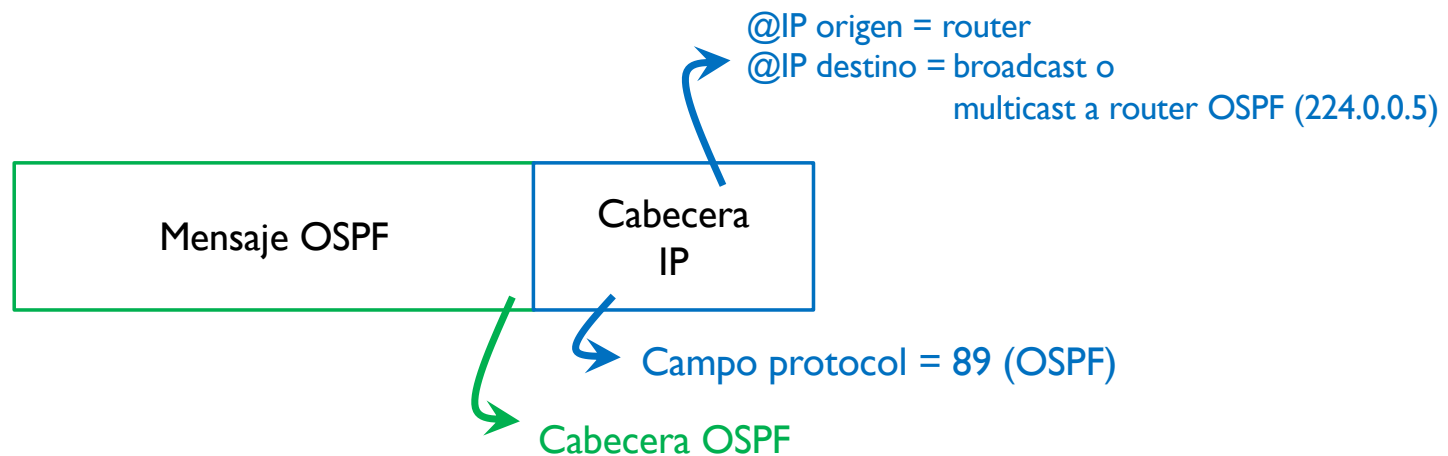 @IP origen = router
@IP destino = broadcast o
multicast a router OSPF (224.0.0.5)
Mensaje OSPF
Cabecera
IP
Campo protocol = 89 (OSPF)
Cabecera OSPF